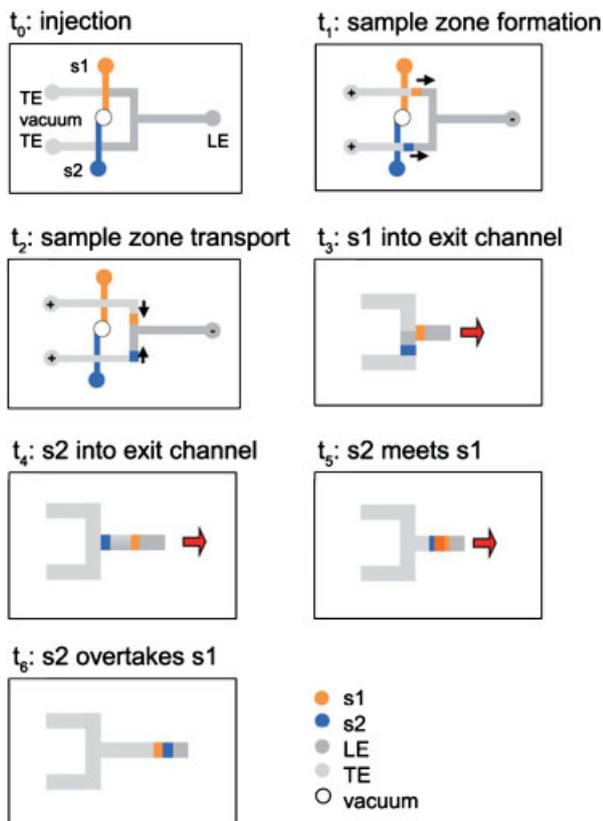 t0: injection
s1
TE
vacuum
TE
LE
s2
t1: sample zone formation
+
+
-
t2: sample zone transport
+
+
-
t3: s1 into exit channel
t4: s2 into exit channel
t5: s2 meets s1
t6: s2 overtakes s1
s1
s2
LE
TE
vacuum